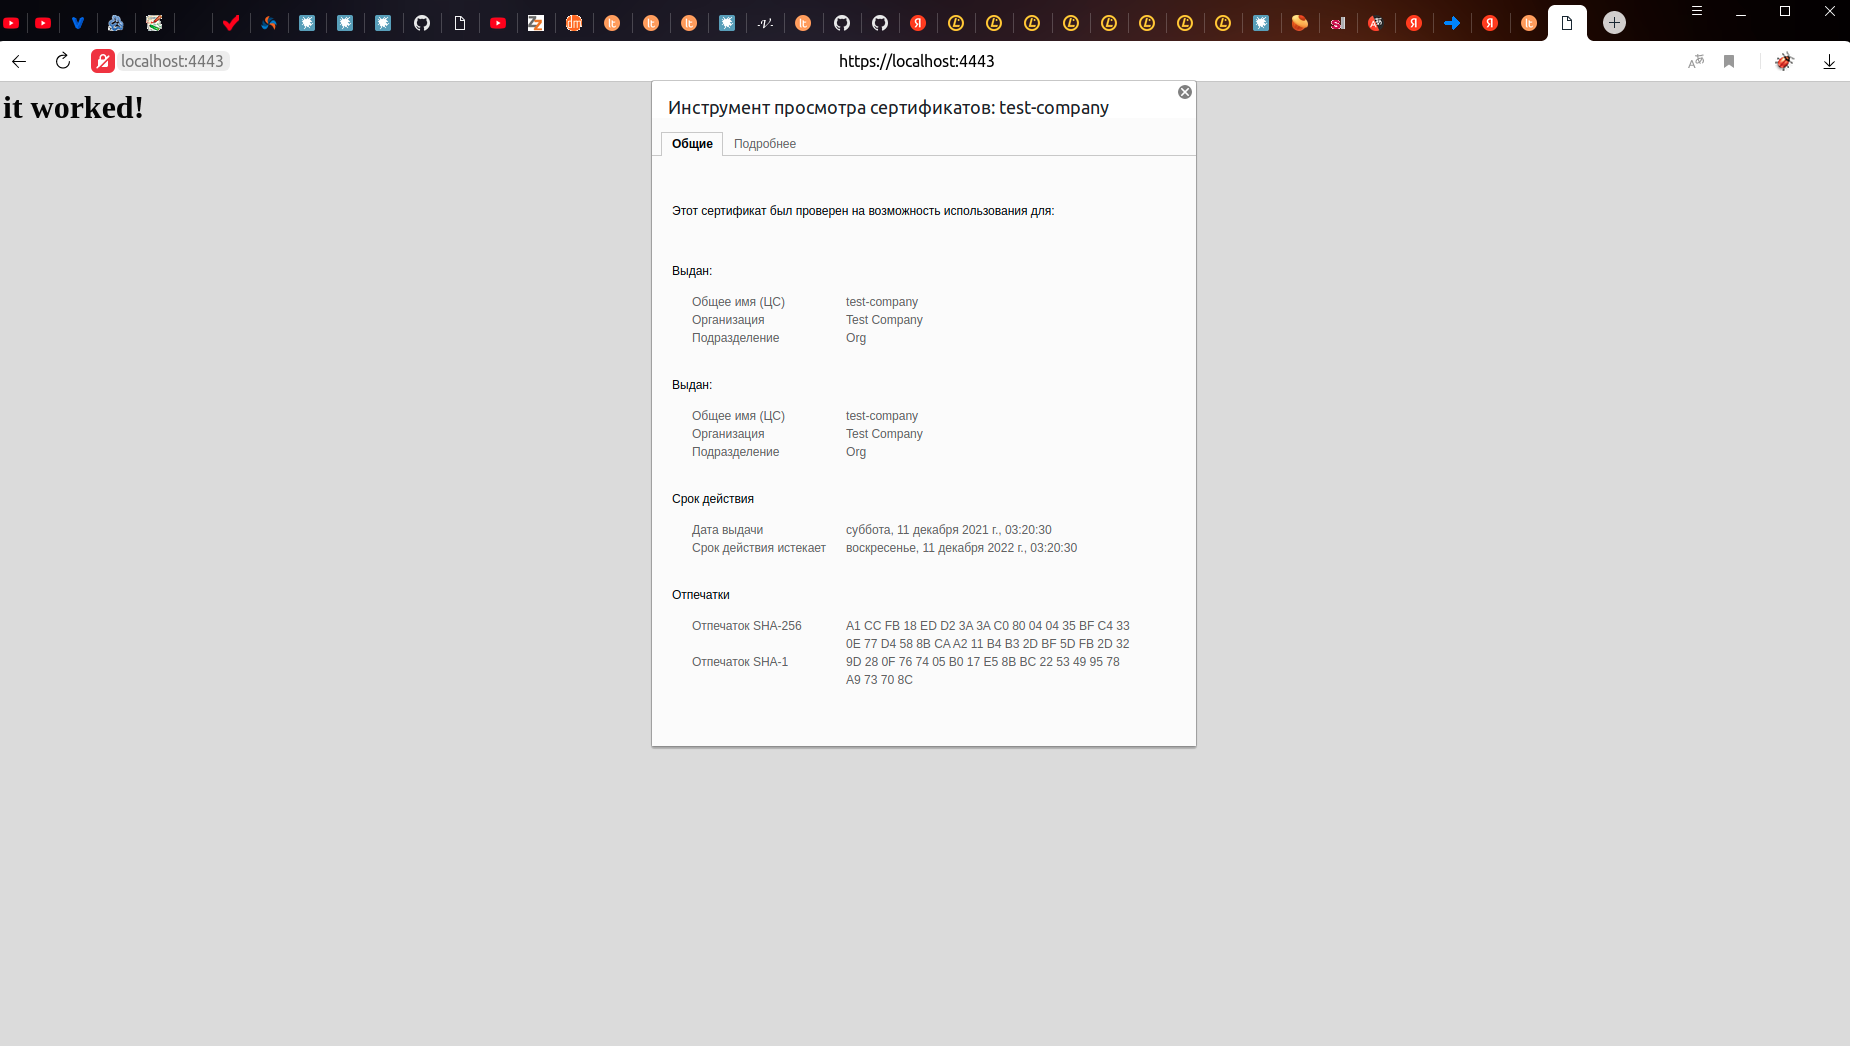 localhost:4443
https://localhost:4443
it worked!
Инструмент просмотра сертификатов: test-company
Общие Подробнее
Этот сертификат был проверен на возможность использования для:
Выдан:
Общее имя (ЦС) test-company
Организация Test Company
Подразделение Org
Выдан:
Общее имя (ЦС) test-company
Организация Test Company
Подразделение Org
Срок действия
Дата выдачи суббота, 11 декабря 2021 г., 03:20:30
Срок действия истекает воскресенье, 11 декабря 2022 г., 03:20:30
Отпечатки
Отпечаток SHA-256 A1 CC FB 18 ED D2 3A 3A C0 80 04 04 35 BF C4 33
0E 77 D4 58 8B CA A2 11 B4 B3 2D BF 5D FB 2D 32
Отпечаток SHA-1 9D 28 0F 76 74 05 B0 17 E5 8B BC 22 53 49 95 78
A9 73 70 8C